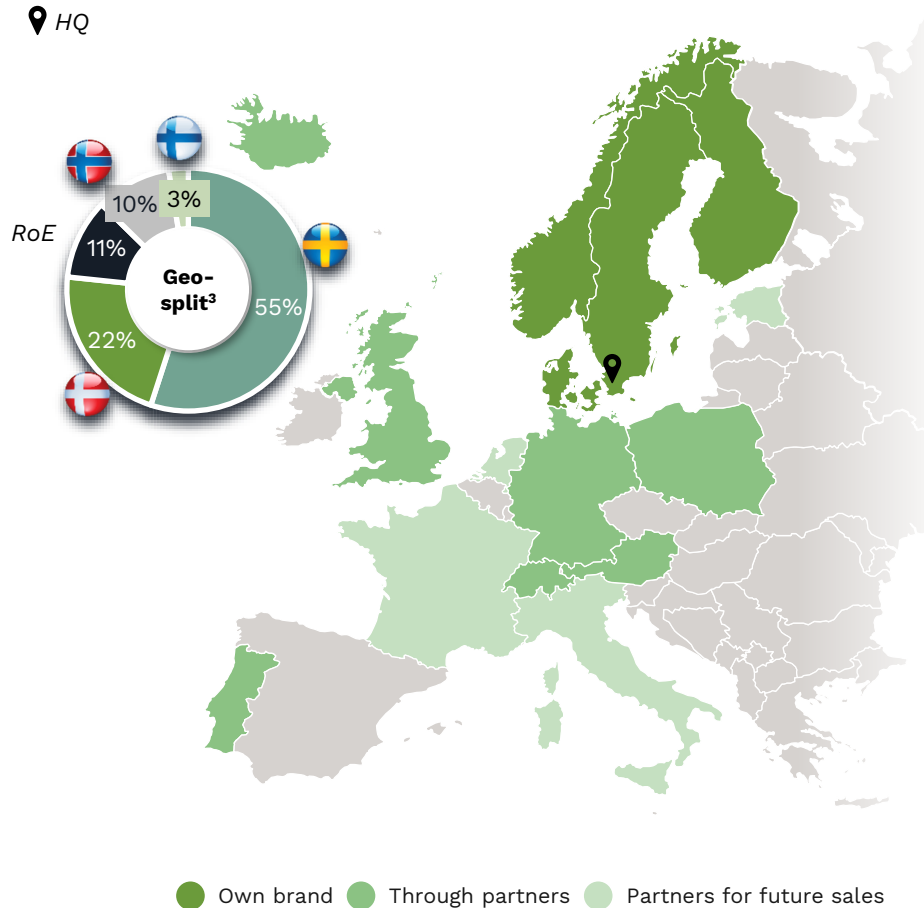 HQ
10%
3%
RoE
11%
Geo-
split³
55%
22%
Own brand
Through partners
Partners for future sales